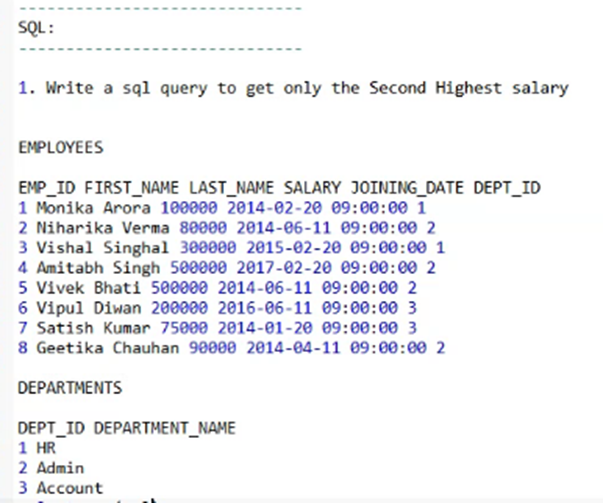 -----------------------------
SQL:
-----------------------------
1. Write a sql query to get only the Second Highest salary
EMPLOYEES
EMP_ID FIRST_NAME LAST_NAME SALARY JOINING_DATE DEPT_ID
1 Monika Arora 100000 2014-02-20 09:00:00 1
2 Niharika Verma 80000 2014-06-11 09:00:00 2
3 Vishal Singhal 300000 2015-02-20 09:00:00 1
4 Amitabh Singh 500000 2017-02-20 09:00:00 2
5 Vivek Bhati 500000 2014-06-11 09:00:00 2
6 Vipul Diwan 200000 2016-06-11 09:00:00 3
7 Satish Kumar 75000 2014-01-20 09:00:00 3
8 Geetika Chauhan 90000 2014-04-11 09:00:00 2
DEPARTMENTS
DEPT_ID DEPARTMENT_NAME
1 HR
2 Admin
3 Account